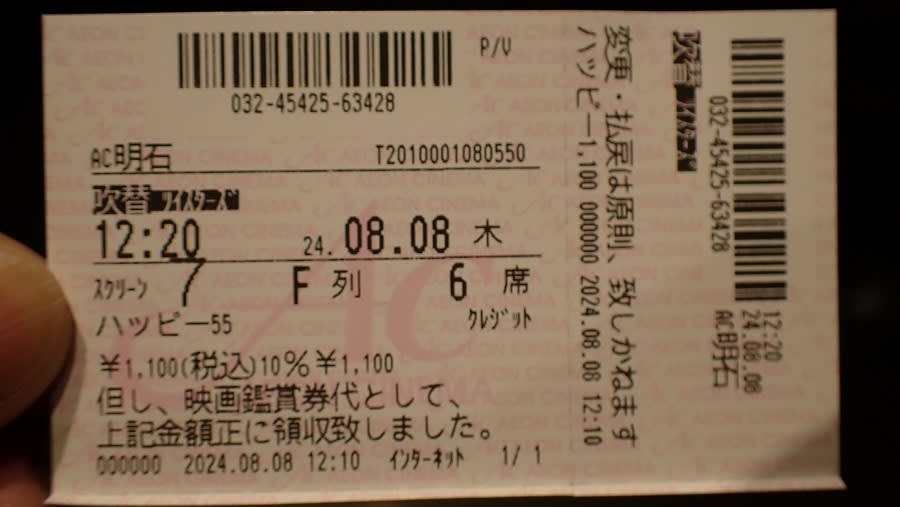 032-45425-63428
P/V
AC明石 T2010001080550
吹替 ツイスターズ
12:20 24.08.08 木
スクリーン 7 F 列 6 席
ハッピー55 クレジット
¥1,100(税込)10%¥1,100
但し、映画鑑賞券代として、
上記金額正に領収致しました。
000000 2024.08.08 12:10 インターネット 1/ 1
変更・払戻は原則、致しかねます
ハッピー1,100 000000 2024.08.08 12:10
吹替 ツイスターズ
032-45425-63428
12:20
24.08.08
AC明石
AEON CINEMA